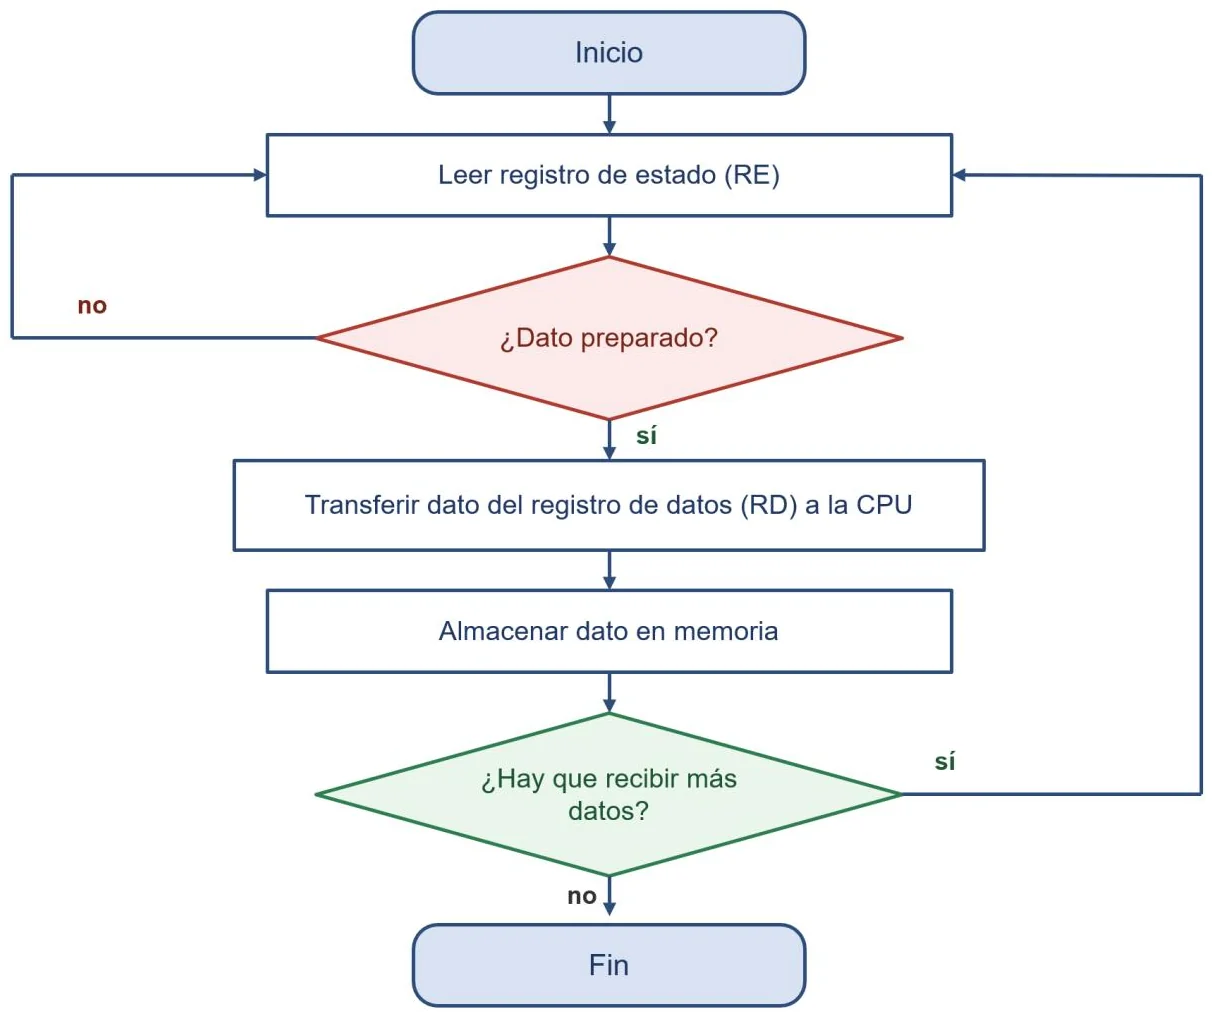 Inicio
Leer registro de estado (RE)
no
¿Dato preparado?
sí
Transferir dato del registro de datos (RD) a la CPU
Almacenar dato en memoria
¿Hay que recibir más
datos?
sí
no
Fin